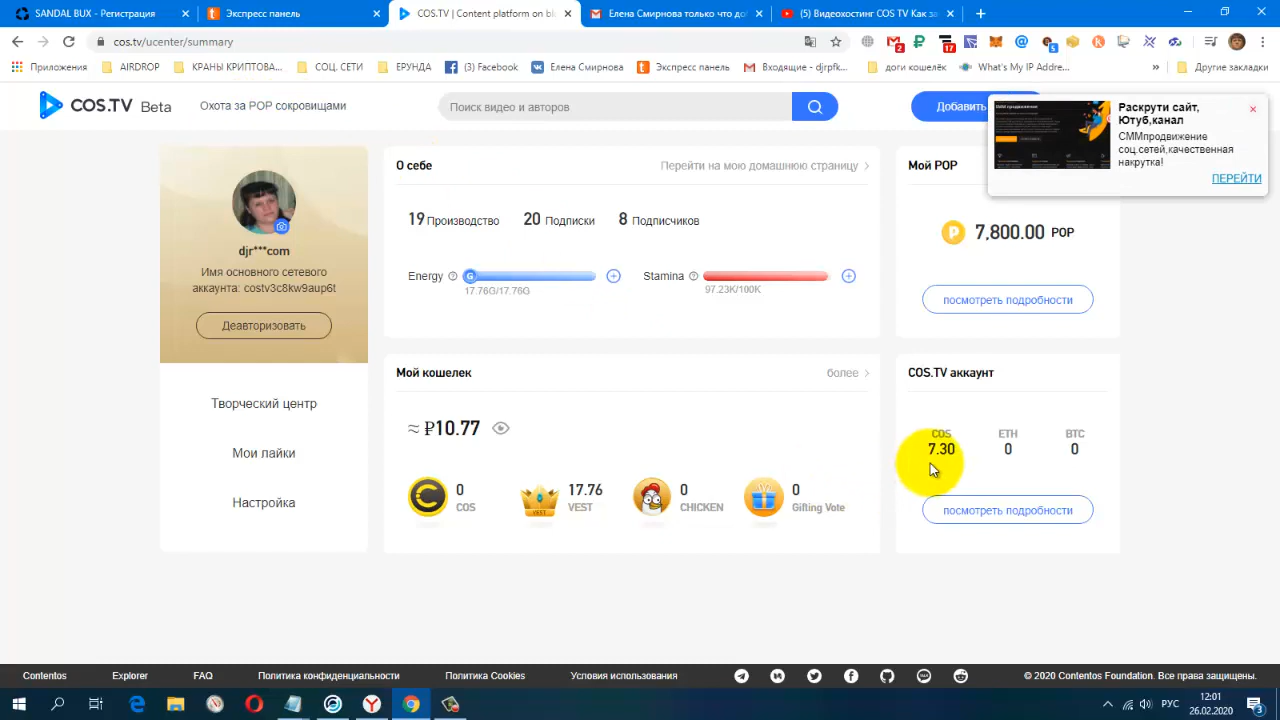 SANDAL BUX - Регистрация
Экспресс панель
COS.TV | Content platform on bl
Елена Смирнова только что до
(5) Видеохостинг COS TV Как за
cos.tv/ucenter/summary
2
17
5
Приложения
AIRDROP
КРАНЫ КРИПТОВА...
СОЦ. СЕТИ
ЕРУНДА
(3) Facebook
Елена Смирнова
Экспресс панель
Входящие - djrpfk...
доги кошелёк
What's My IP Addre...
»
Другие закладки
COS.TV Beta
Охота за POP сокровищами
Поиск видео и авторов
Добавить
Раскрути сайт,
Ютуб,канал
СММпродвижение
соц.сетей,качественная
накрутка!
ПЕРЕЙТИ
djr***com
Имя основного сетевого
аккаунта: costv3c8kw9aup6t
Деавторизовать
Творческий центр
Мои лайки
Настройка
О себе
Перейти на мою домашнюю страницу
19 Производство
20 Подписки
8 Подписчиков
Energy
G
17.76G/17.76G
Stamina
97.23K/100K
Мой POP
7,800.00 POP
посмотреть подробности
Мой кошелек
более
≈ ₽10.77
0
COS
17.76
VEST
0
CHICKEN
0
Gifting Vote
COS.TV аккаунт
COS
7.30
ETH
0
BTC
0
посмотреть подробности
Contentos
Explorer
FAQ
Политика конфиденциальности
Политика Cookies
Условия использования
© 2020 Contentos Foundation. Все права защищены.
РУС
12:01
26.02.2020
3